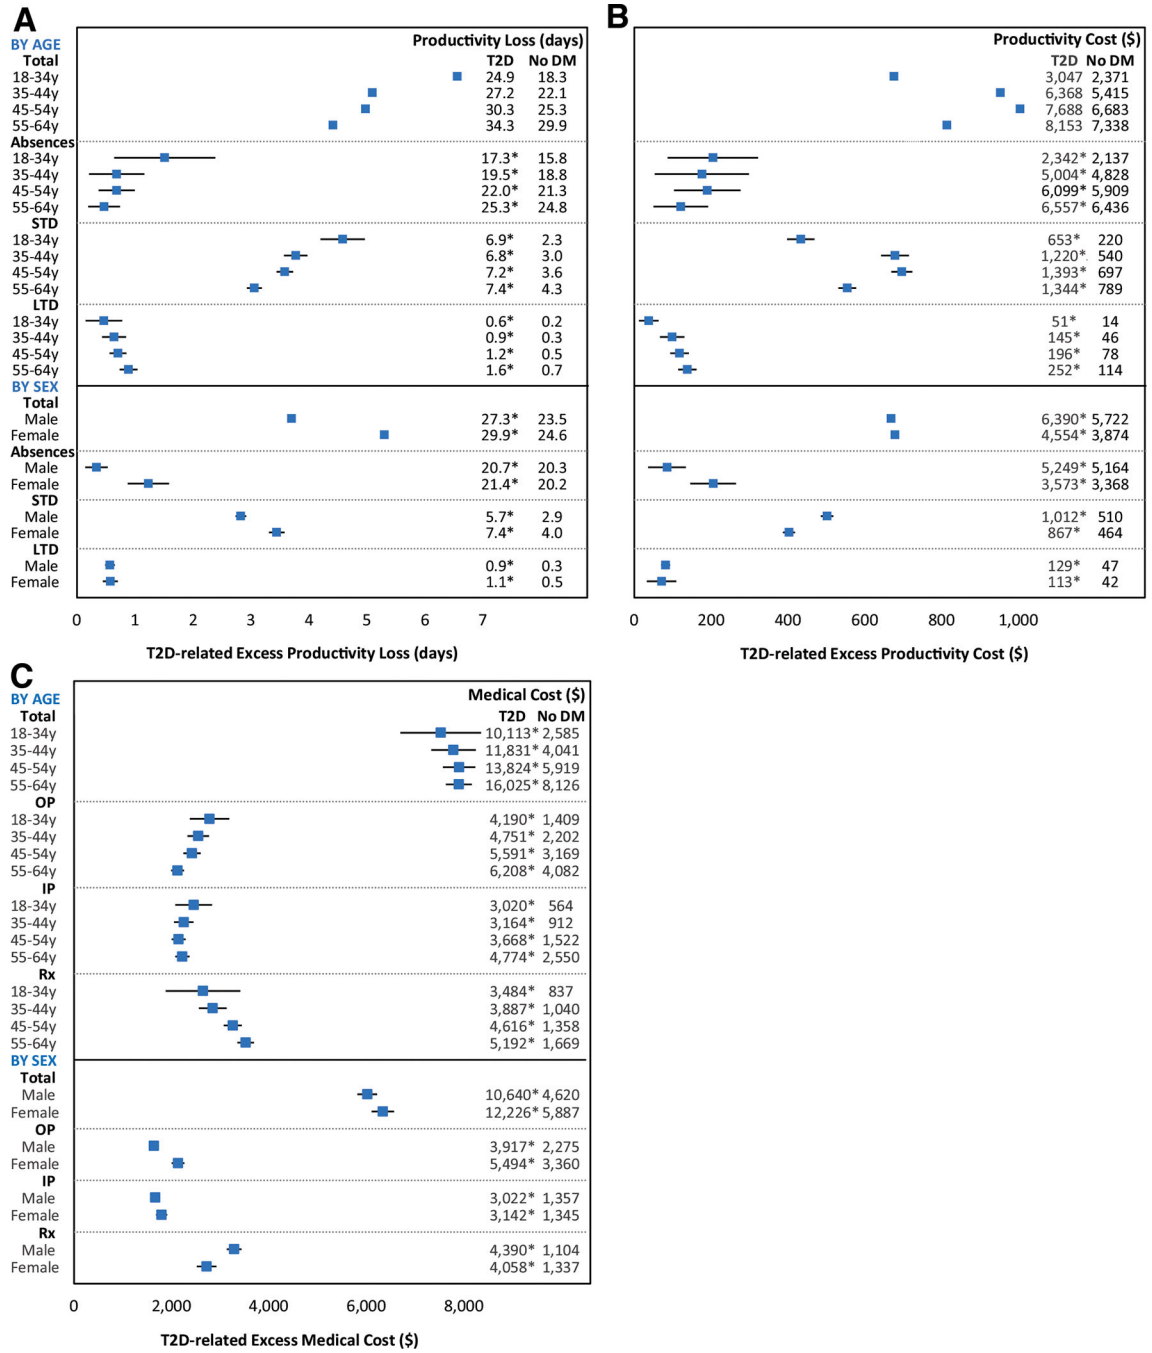 A
BY AGE
Productivity Loss (days)
Total T2D No DM
18-34y 24.9 18.3
35-44y 27.2 22.1
45-54y 30.3 25.3
55-64y 34.3 29.9
Absences
18-34y 17.3* 15.8
35-44y 19.5* 18.8
45-54y 22.0* 21.3
55-64y 25.3* 24.8
STD
18-34y 6.9* 2.3
35-44y 6.8* 3.0
45-54y 7.2* 3.6
55-64y 7.4* 4.3
LTD
18-34y 0.6* 0.2
35-44y 0.9* 0.3
45-54y 1.2* 0.5
55-64y 1.6* 0.7
BY SEX
Total
Male 27.3* 23.5
Female 29.9* 24.6
Absences
Male 20.7* 20.3
Female 21.4* 20.2
STD
Male 5.7* 2.9
Female 7.4* 4.0
LTD
Male 0.9* 0.3
Female 1.1* 0.5
0 1 2 3 4 5 6 7
T2D-related Excess Productivity Loss (days)
B
Productivity Cost ($)
T2D No DM
3,047 2,371
6,368 5,415
7,688 6,683
8,153 7,338
2,342* 2,137
5,004* 4,828
6,099* 5,909
6,557* 6,436
653* 220
1,220* 540
1,393* 697
1,344* 789
51* 14
145* 46
196* 78
252* 114
6,390* 5,722
4,554* 3,874
5,249* 5,164
3,573* 3,368
1,012* 510
867* 464
129* 47
113* 42
0 200 400 600 800 1,000
T2D-related Excess Productivity Cost ($)
C
BY AGE
Medical Cost ($)
Total T2D No DM
18-34y 10,113* 2,585
35-44y 11,831* 4,041
45-54y 13,824* 5,919
55-64y 16,025* 8,126
OP
18-34y 4,190* 1,409
35-44y 4,751* 2,202
45-54y 5,591* 3,169
55-64y 6,208* 4,082
IP
18-34y 3,020* 564
35-44y 3,164* 912
45-54y 3,668* 1,522
55-64y 4,774* 2,550
Rx
18-34y 3,484* 837
35-44y 3,887* 1,040
45-54y 4,616* 1,358
55-64y 5,192* 1,669
BY SEX
Total
Male 10,640* 4,620
Female 12,226* 5,887
OP
Male 3,917* 2,275
Female 5,494* 3,360
IP
Male 3,022* 1,357
Female 3,142* 1,345
Rx
Male 4,390* 1,104
Female 4,058* 1,337
0 2,000 4,000 6,000 8,000
T2D-related Excess Medical Cost ($)